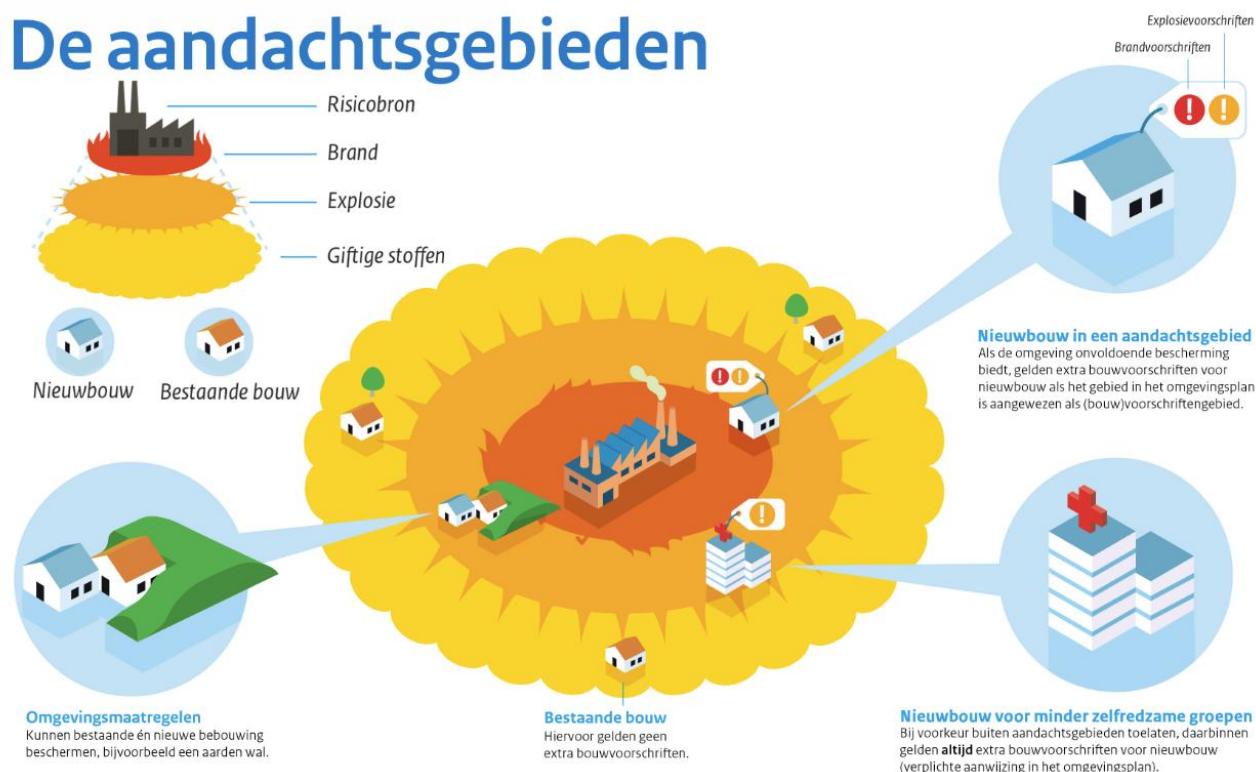 De aandachtsgebieden
Risicobron
Brand
Explosie
Giftige stoffen
Nieuwbouw
Bestaande bouw
Explosievoorschriften
Brandvoorschriften
Nieuwbouw in een aandachtsgebied
Als de omgeving onvoldoende bescherming
biedt, gelden extra bouwvoorschriften voor
nieuwbouw als het gebied in het omgevingsplan
is aangewezen als (bouw)voorschriftengebied.
Omgevingsmaatregelen
Kunnen bestaande én nieuwe bebouwing
beschermen, bijvoorbeeld een aarden wal.
Bestaande bouw
Hiervoor gelden geen
extra bouwvoorschriften.
Nieuwbouw voor minder zelfredzame groepen
Bij voorkeur buiten aandachtsgebieden toelaten, daarbinnen
gelden altijd extra bouwvoorschriften voor nieuwbouw
(verplichte aanwijzing in het omgevingsplan).